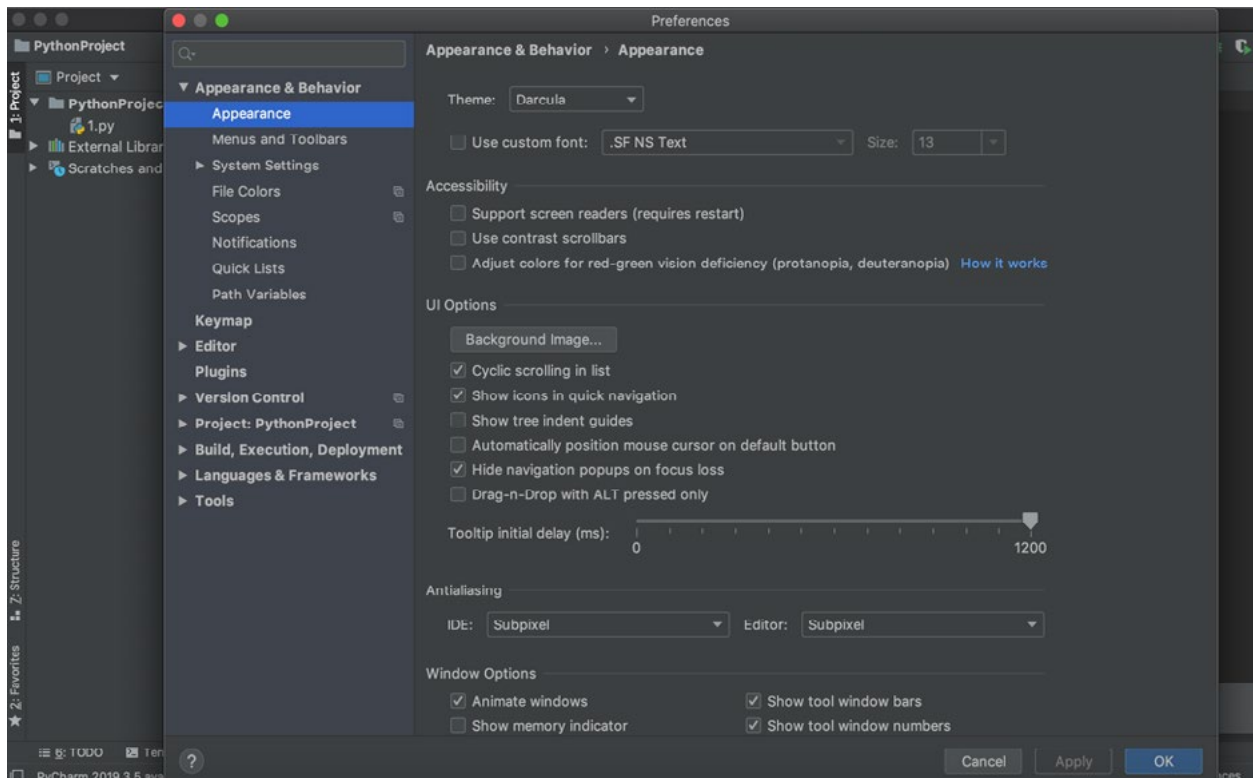 Preferences
PythonProject
Project
1: Project
PythonProjec
1.py
External Librar
Scratches and
Appearance & Behavior
Appearance
Menus and Toolbars
System Settings
File Colors
Scopes
Notifications
Quick Lists
Path Variables
Keymap
Editor
Plugins
Version Control
Project: PythonProject
Build, Execution, Deployment
Languages & Frameworks
Tools
Appearance & Behavior › Appearance
Theme: Darcula
Use custom font: .SF NS Text Size: 13
Accessibility
Support screen readers (requires restart)
Use contrast scrollbars
Adjust colors for red-green vision deficiency (protanopia, deuteranopia) How it works
UI Options
Background Image...
Cyclic scrolling in list
Show icons in quick navigation
Show tree indent guides
Automatically position mouse cursor on default button
Hide navigation popups on focus loss
Drag-n-Drop with ALT pressed only
Tooltip initial delay (ms):
0 1200
Antialiasing
IDE: Subpixel Editor: Subpixel
Window Options
Animate windows Show tool window bars
Show memory indicator Show tool window numbers
Z: Structure
2: Favorites
6: TODO Ter
? Cancel Apply OK
PyCharm 2019.3.5 ava